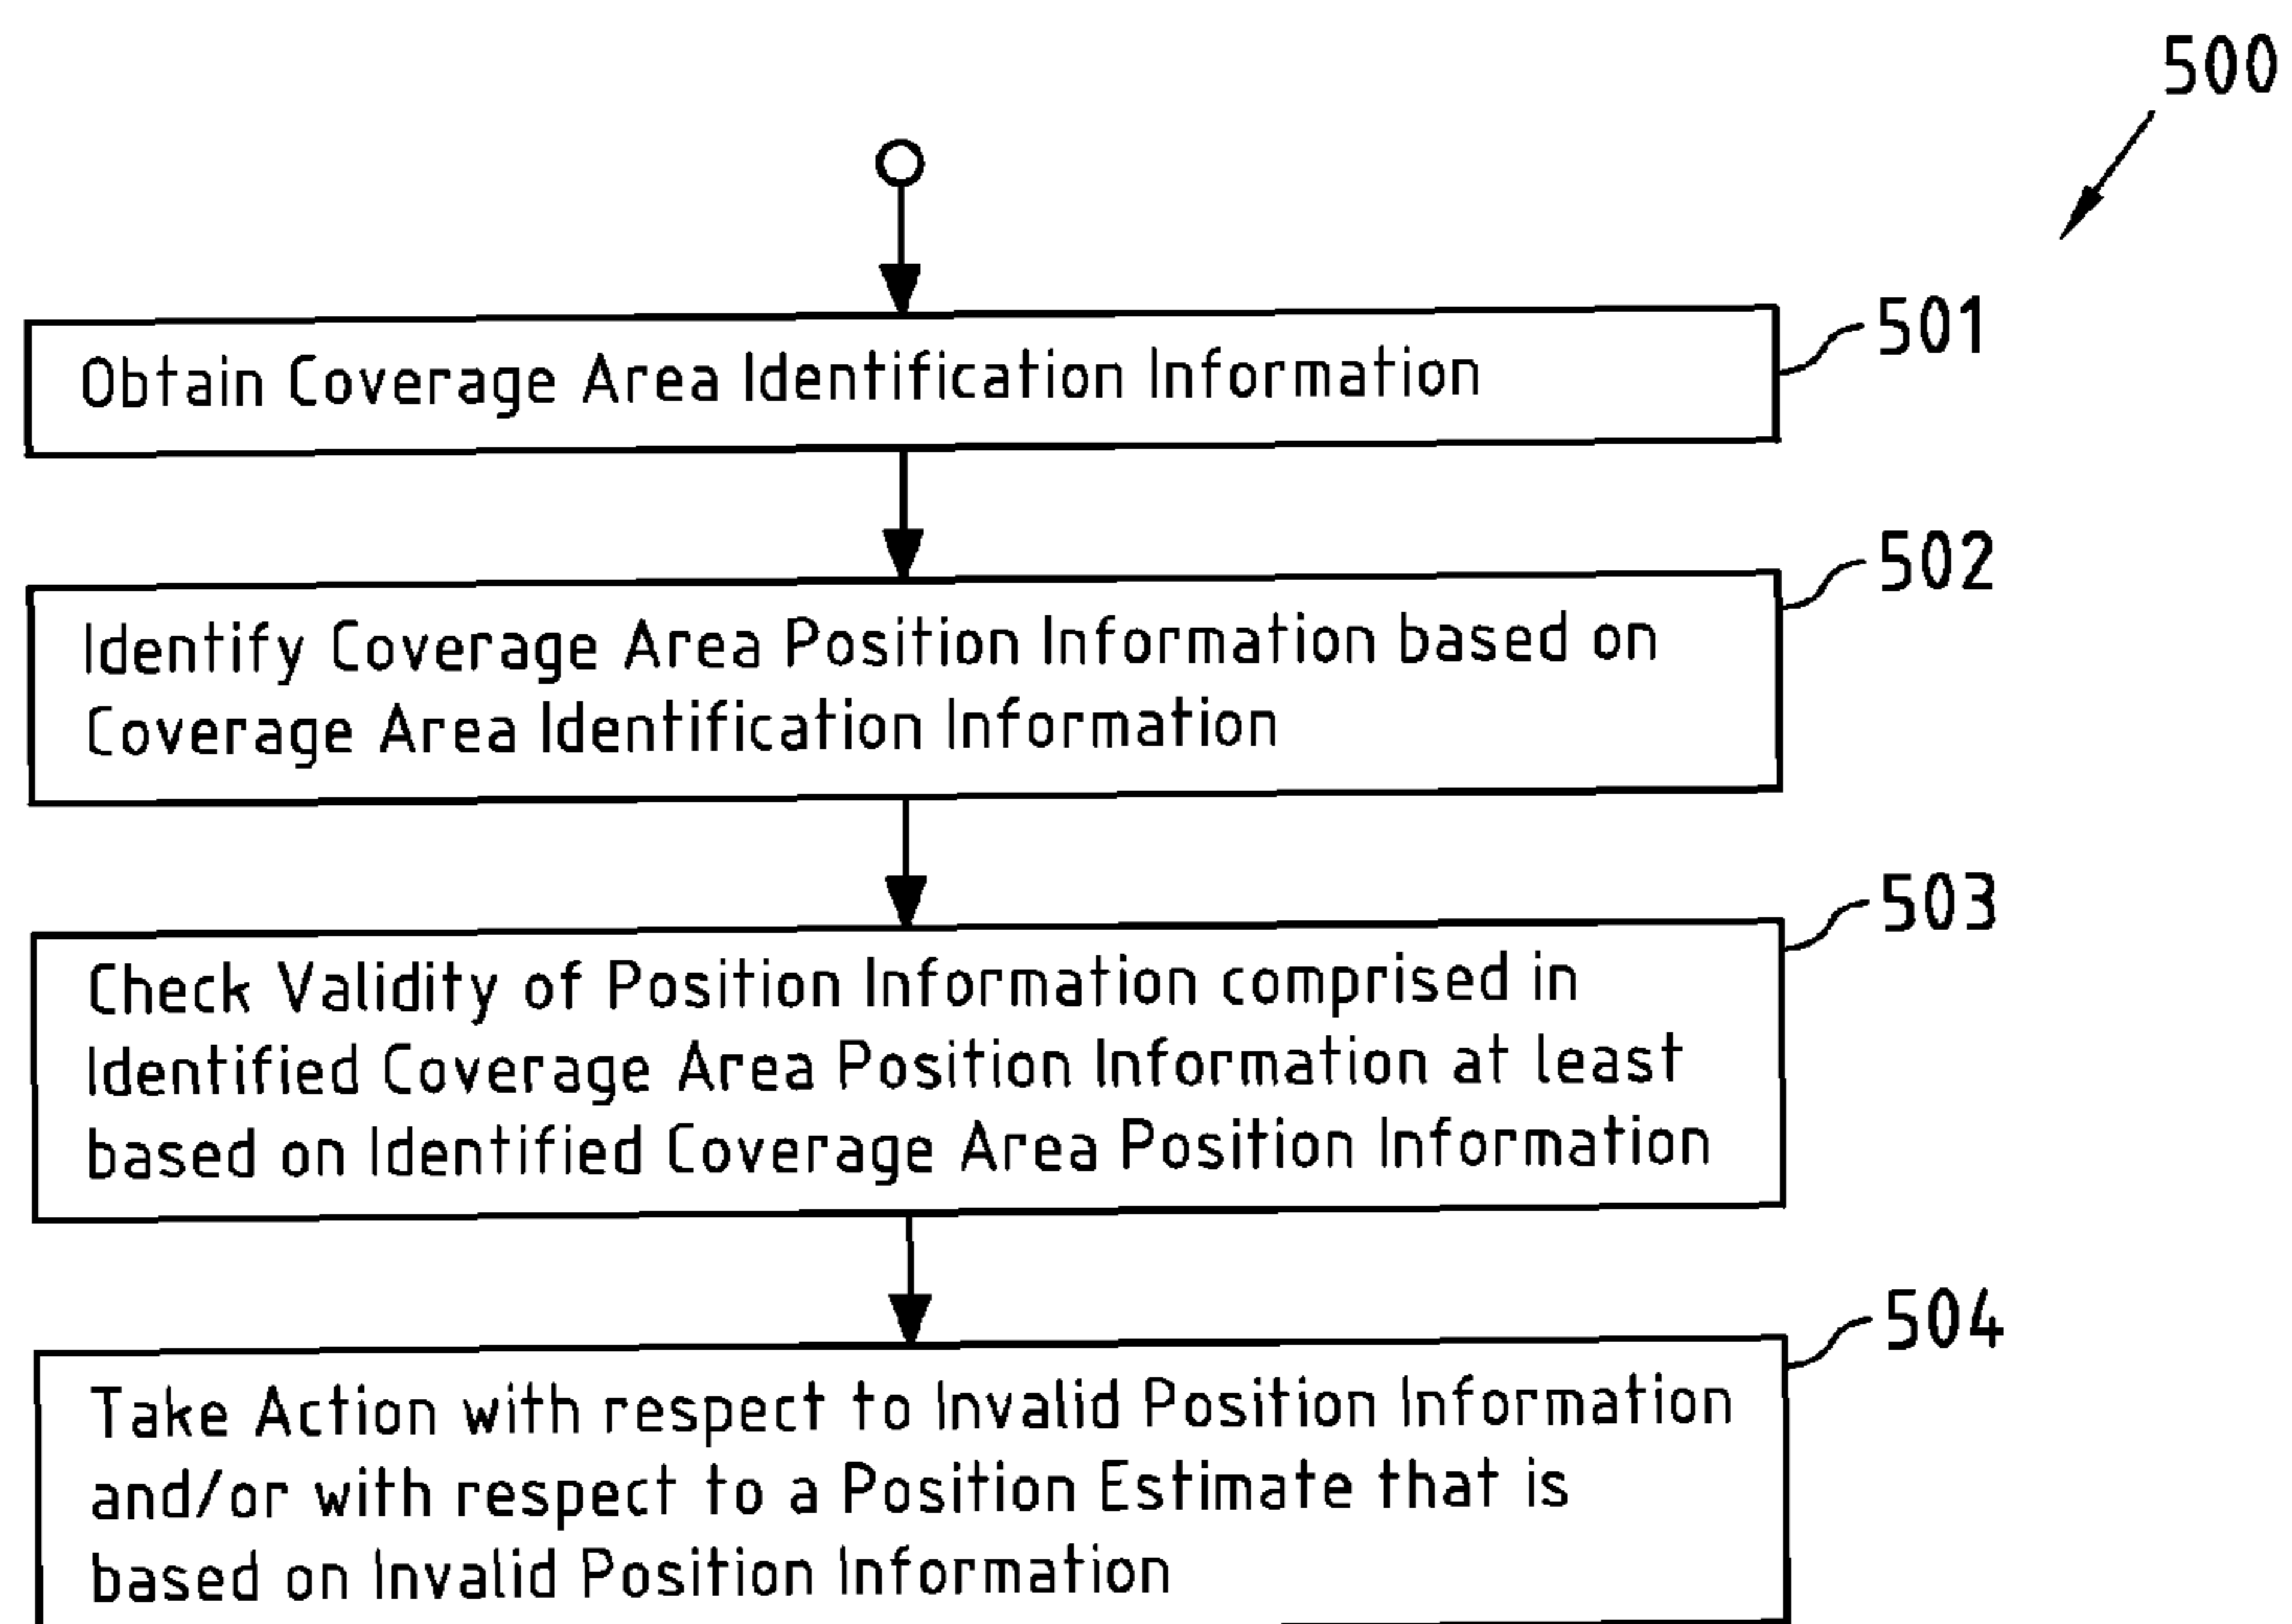 500
501
Obtain Coverage Area Identification Information
502
Identify Coverage Area Position Information based on
Coverage Area Identification Information
503
Check Validity of Position Information comprised in
Identified Coverage Area Position Information at least
based on Identified Coverage Area Position Information
504
Take Action with respect to Invalid Position Information
and/or with respect to a Position Estimate that is
based on Invalid Position Information